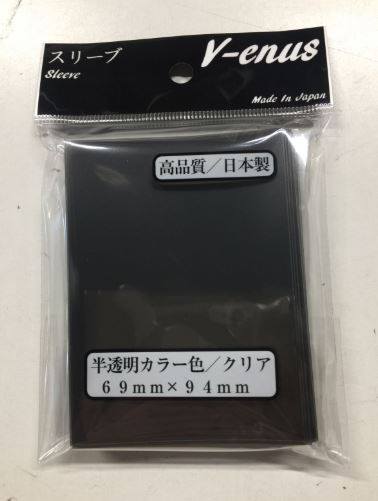 スリーブ
Sleeve
V-enus
Made In Japan
高品質／日本製
半透明カラー色／クリア
６９ｍｍ×９４ｍｍ